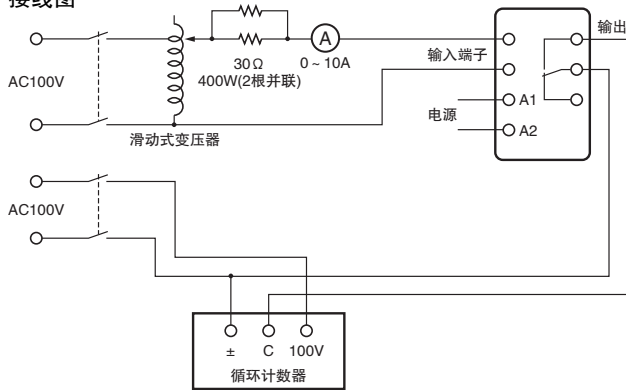 接线图
AC100V
30Ω
400W(2根并联)
A
0~10A
滑动式变压器
输入端子
电源
A1
A2
输出
AC100V
± C 100V
循环计数器